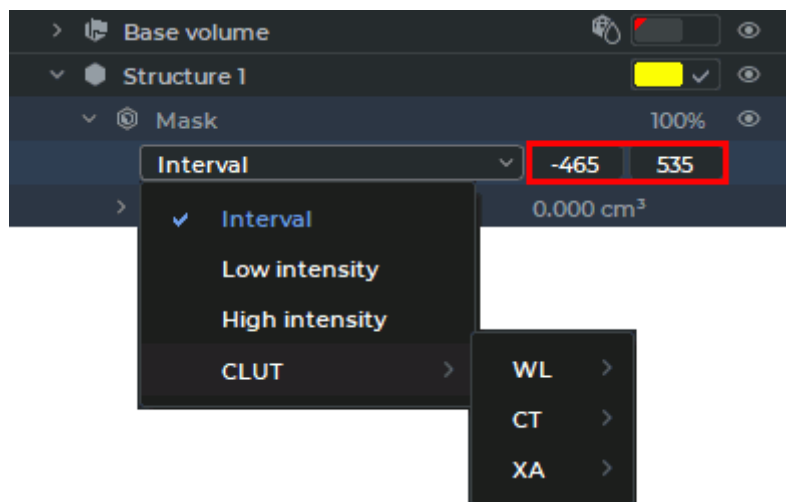 Base volume
Structure 1
Mask 100%
Interval -465 535
0.000 cm³
Interval
Low intensity
High intensity
CLUT
WL
CT
XA